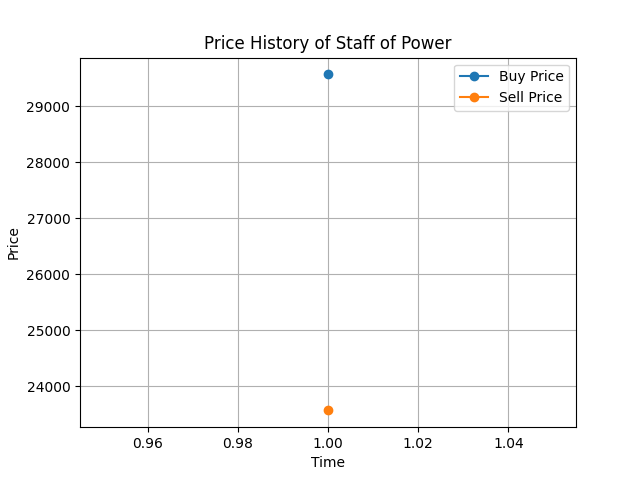 Price History of Staff of Power
Buy Price
Sell Price
Price
29000
28000
27000
26000
25000
24000
0.96 0.98 1.00 1.02 1.04
Time